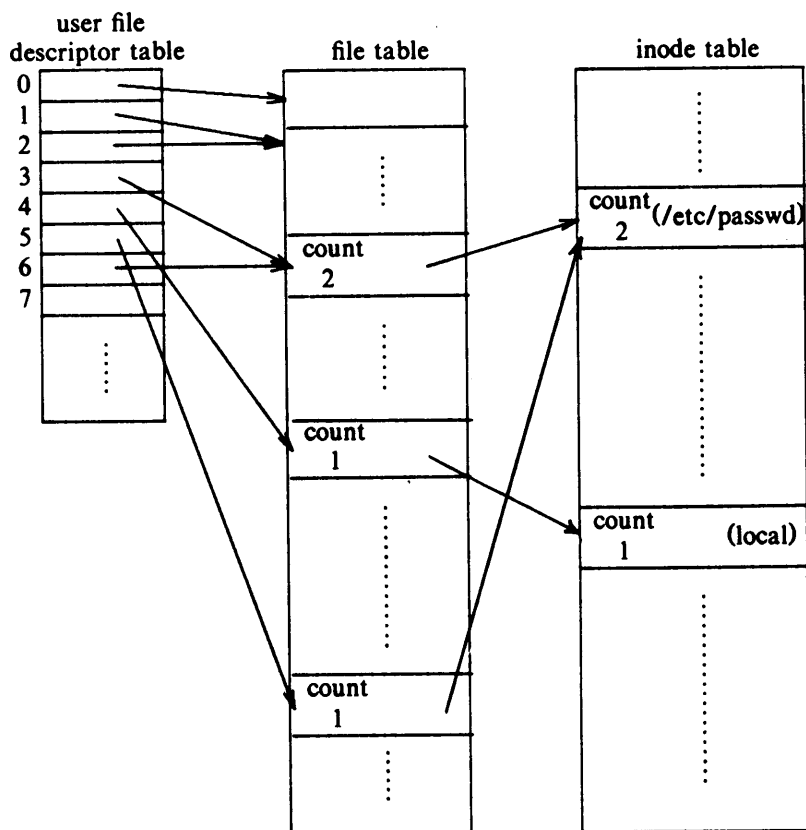 user file
descriptor table
0
1
2
3
4
5
6
7
file table
count
2
count
1
count
1
inode table
count
2 (/etc/passwd)
count
1 (local)